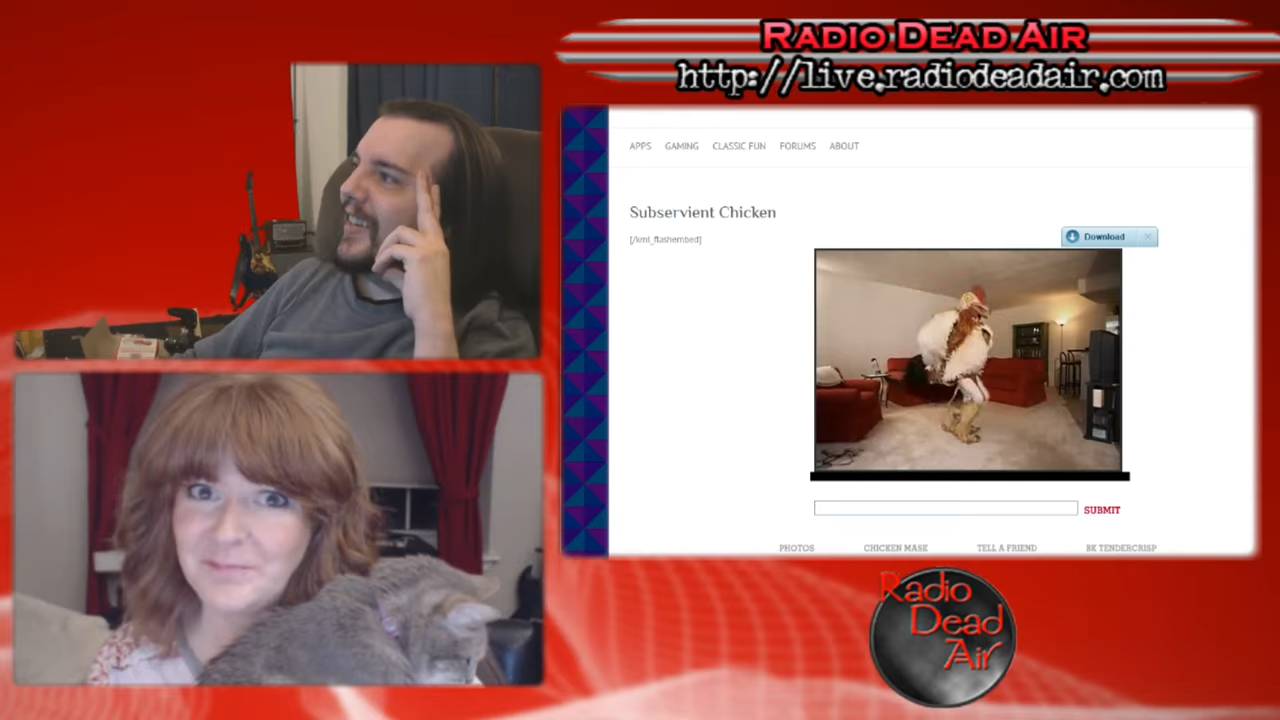 RADIO DEAD AIR
http://live.radiodeadair.com
APPS GAMING CLASSIC FUN FORUMS ABOUT
Subservient Chicken
[/kml_flashembed]
Download
SUBMIT
PHOTOS CHICKEN MASK TELL A FRIEND BK TENDERCRISP
Radio
Dead
Air